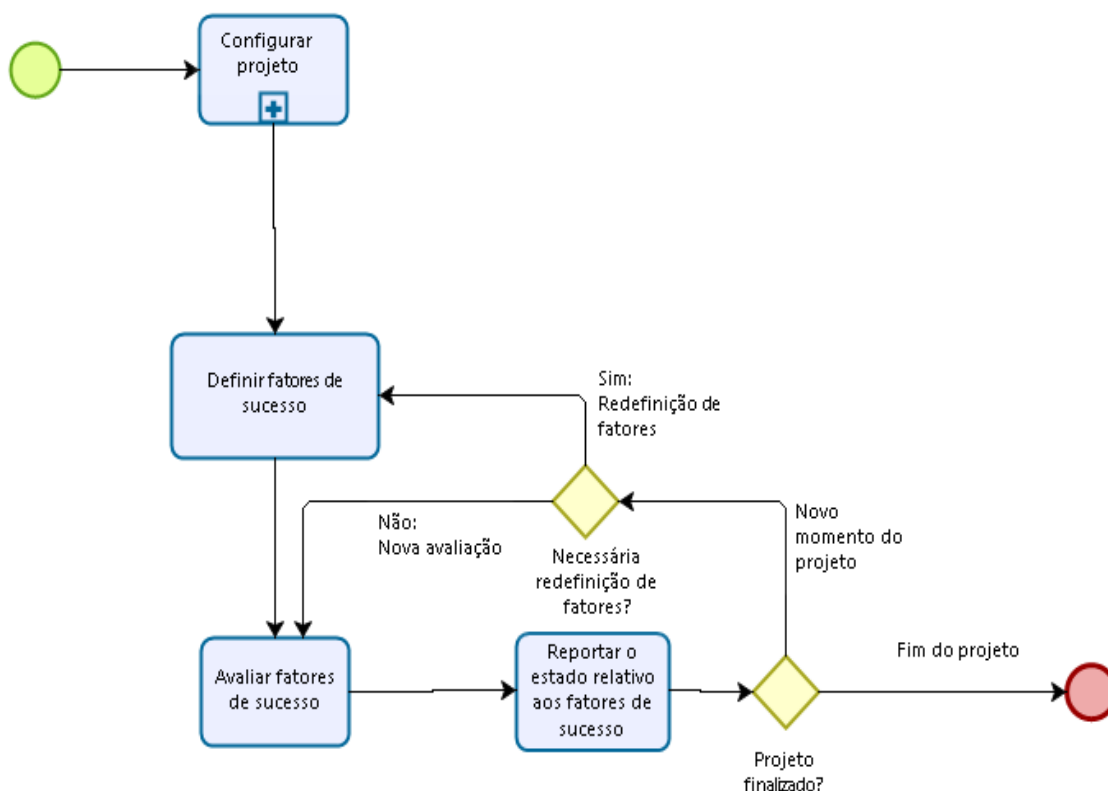 Configurar
projeto
Definir fatores de
sucesso
Sim:
Redefinição de
fatores
Não:
Nova avaliação
Necessária
redefinição de
fatores?
Novo
momento do
projeto
Avaliar fatores
de sucesso
Reportar o
estado relativo
aos fatores de
sucesso
Fim do projeto
Projeto
finalizado?